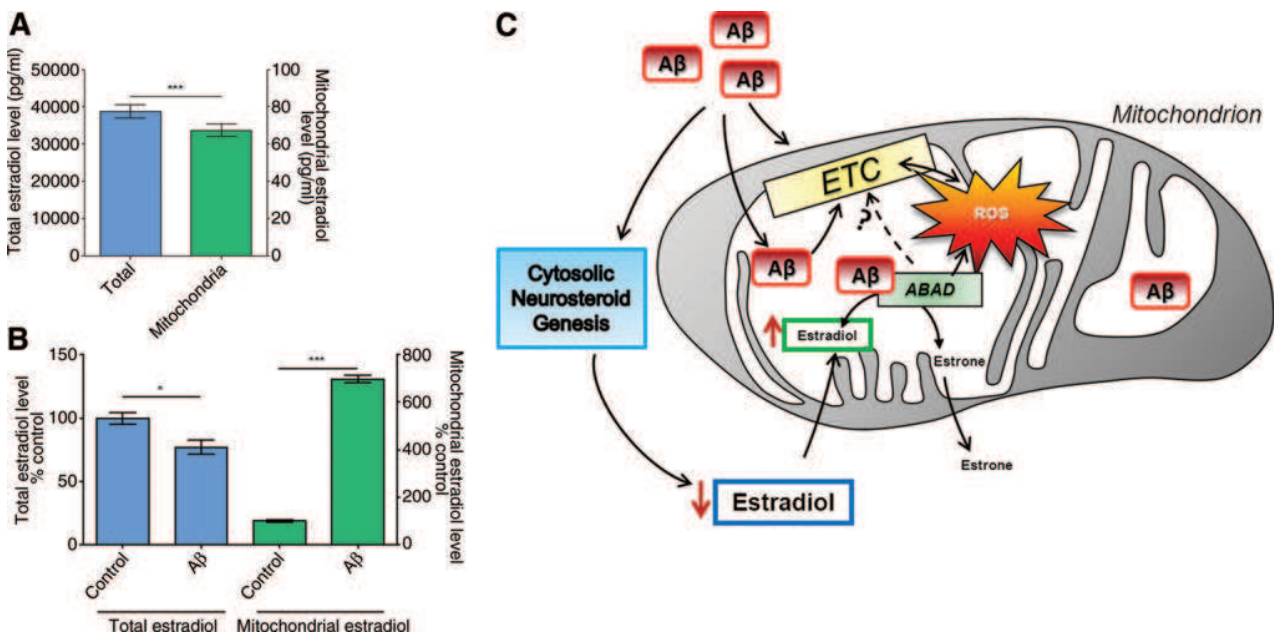 A
Total estradiol level (pg/ml)
50000
40000
30000
20000
10000
0
***
100
80
60
40
20
0
Mitochondrial estradiol
level (pg/ml)
Total
Mitochondria
B
Total estradiol level
% control
150
100
50
0
*
***
800
600
400
200
0
Mitochondrial estradiol level
% control
Control
Aβ
Control
Aβ
Total estradiol
Mitochondrial estradiol
C
Aβ
Aβ
Aβ
Mitochondrion
ETC
ROS
?
Aβ
Aβ
ABAD
Aβ
Cytosolic
Neurosteroid
Genesis
Estradiol
Estrone
Estrone
Estradiol